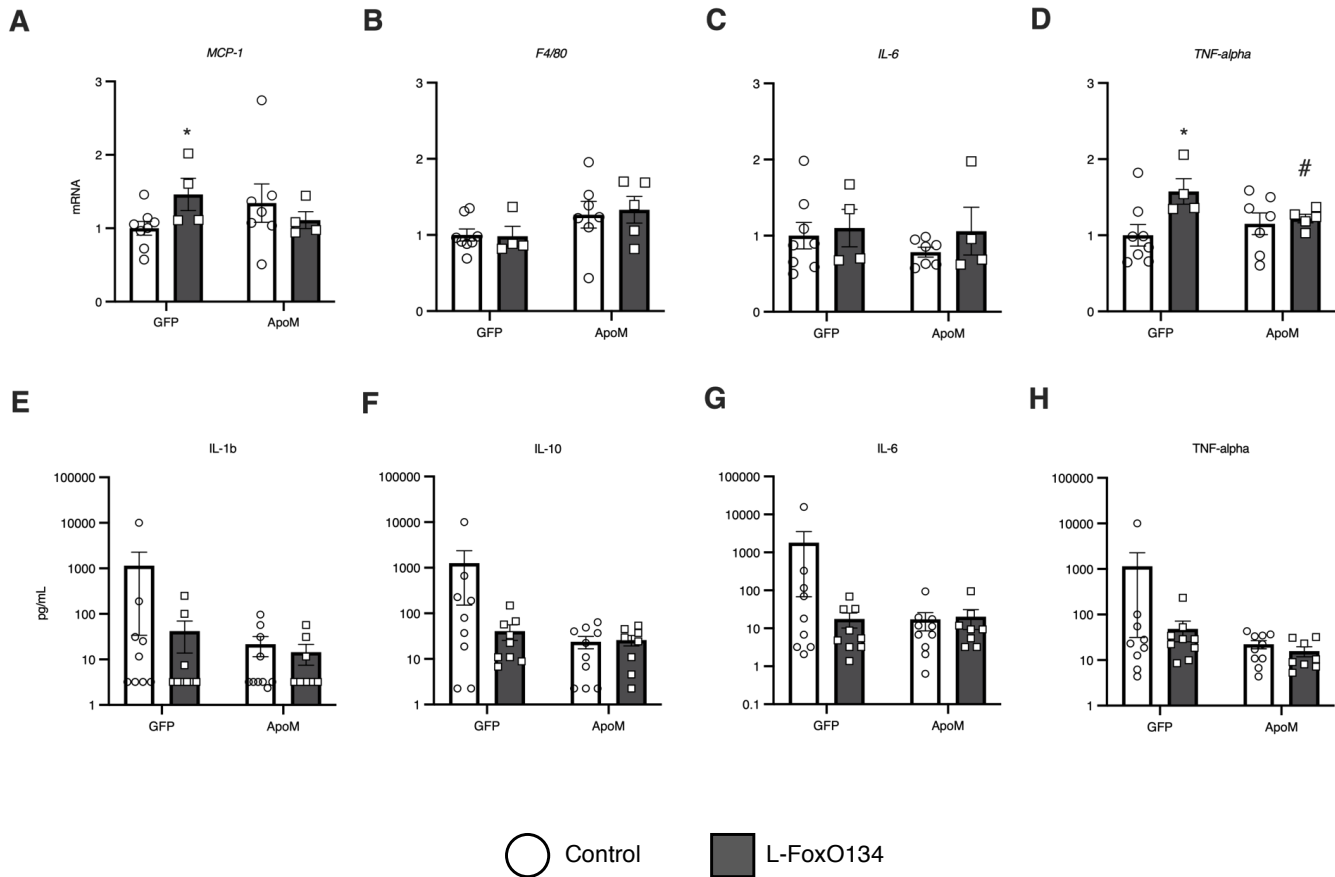 A
B
C
D
MCP-1
F4/80
IL-6
TNF-alpha
*
*
#
3
2
1
0
mRNA
GFP
ApoM
3
2
1
0
GFP
ApoM
3
2
1
0
GFP
ApoM
3
2
1
0
GFP
ApoM
E
F
G
H
IL-1b
IL-10
IL-6
TNF-alpha
100000
10000
1000
100
10
1
pg/mL
GFP
ApoM
100000
10000
1000
100
10
1
GFP
ApoM
100000
10000
1000
100
10
1
0.1
GFP
ApoM
100000
10000
1000
100
10
1
GFP
ApoM
Control
L-FoxO134